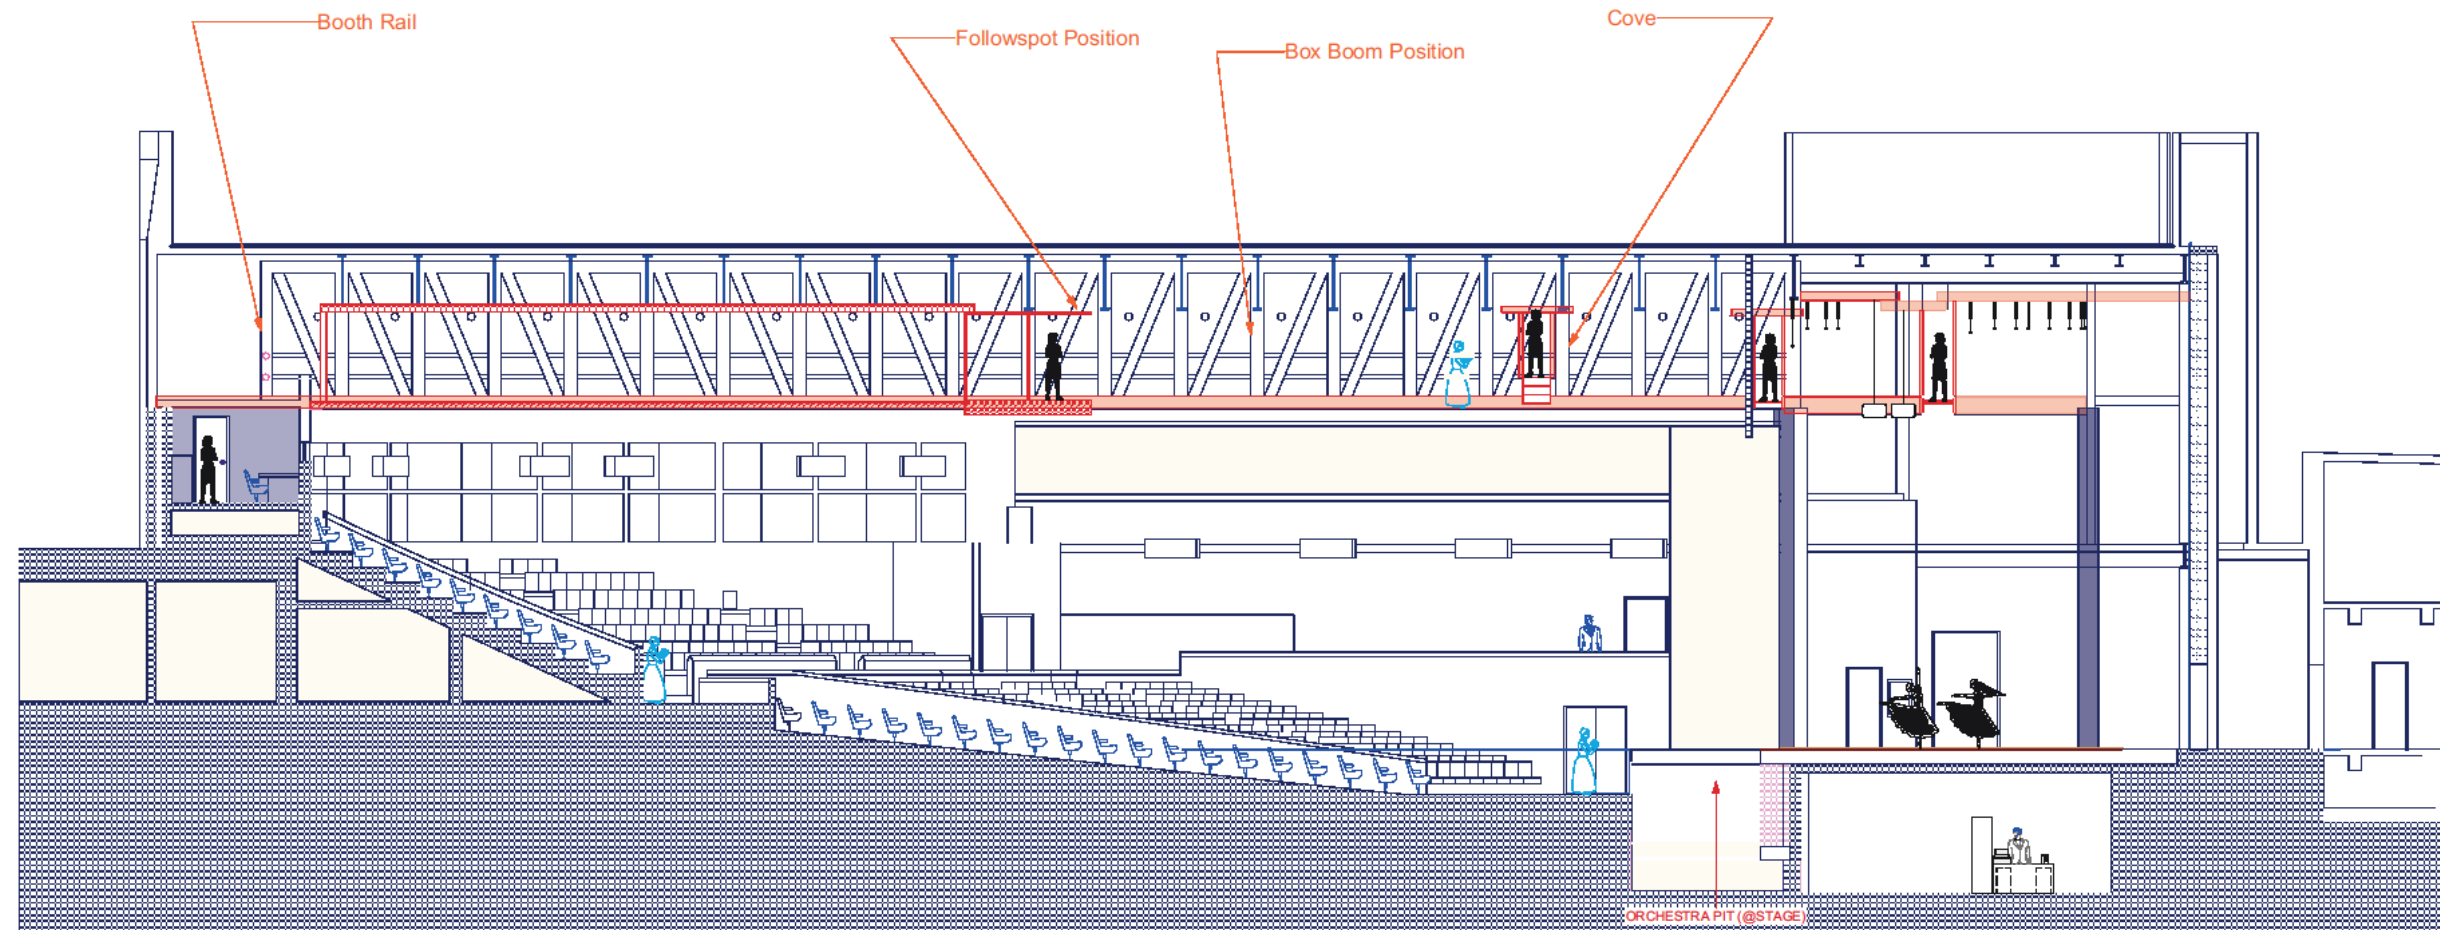 Booth Rail
Followspot Position
Box Boom Position
Cove
ORCHESTRA PIT (@STAGE)